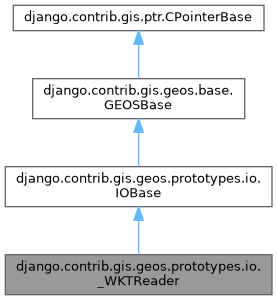 django.contrib.gis.ptr.CPointerBase
django.contrib.gis.geos.base.
GEOSBase
django.contrib.gis.geos.prototypes.io.
IOBase
django.contrib.gis.geos.prototypes.io.
_WKTReader